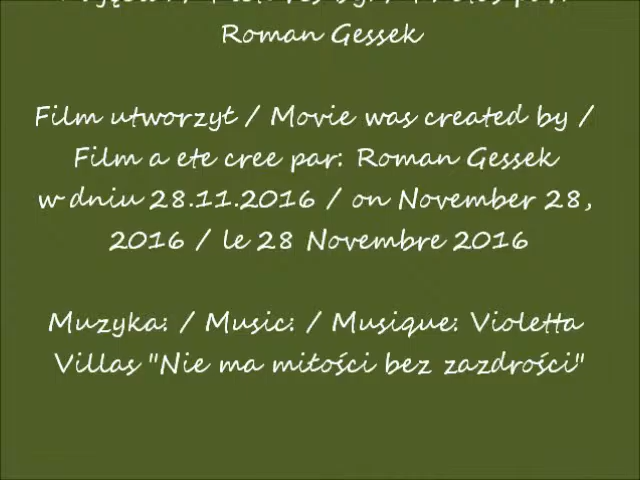 Roman Gessek
Film utworzył / Movie was created by /
Film a ete cree par: Roman Gessek
w dniu 28.11.2016 / on November 28,
2016 / le 28 Novembre 2016
Muzyka: / Music: / Musique: Violetta
Villas "Nie ma miłości bez zazdrości"